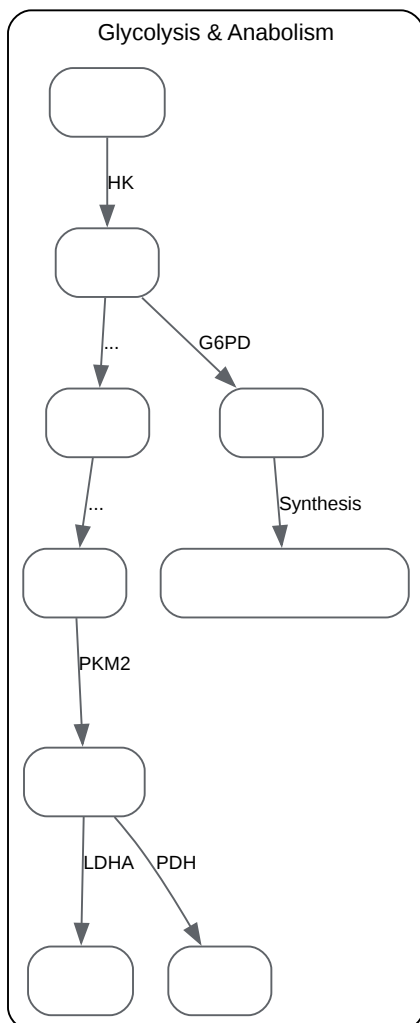 Glycolysis & Anabolism
HK
...
G6PD
...
Synthesis
PKM2
LDHA
PDH